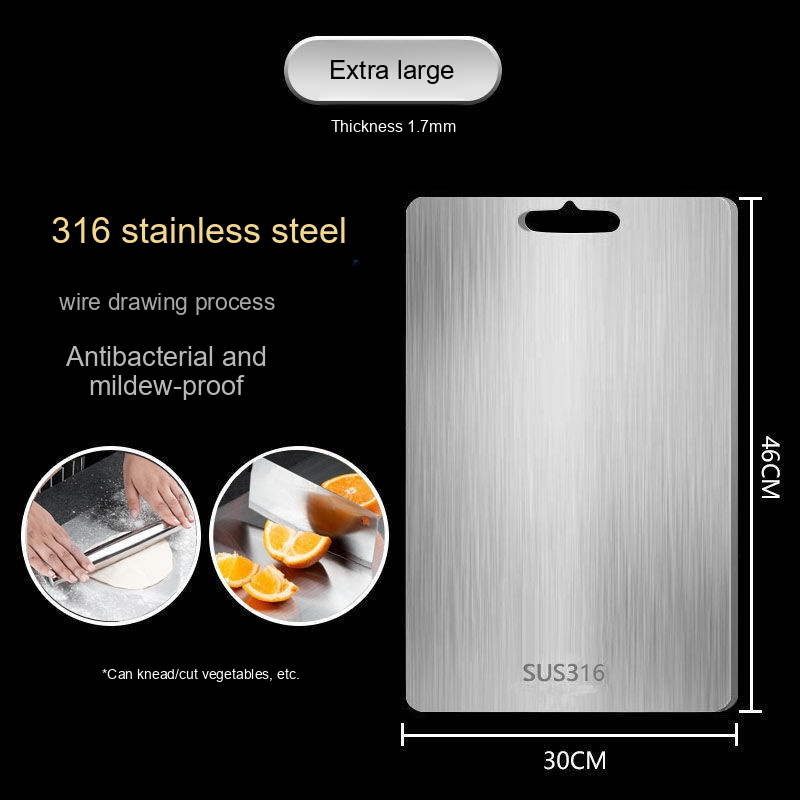 Extra large
Thickness 1.7mm
316 stainless steel
wire drawing process
Antibacterial and
mildew-proof
46CM
SUS316
*Can knead/cut vegetables, etc.
30CM